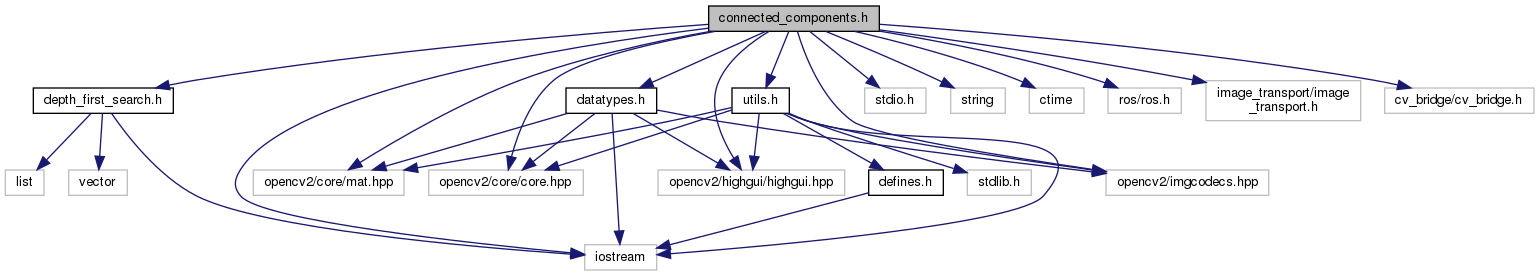 connected_components.h
depth_first_search.h
datatypes.h
utils.h
stdio.h
string
ctime
ros/ros.h
image_transport/image
_transport.h
cv_bridge/cv_bridge.h
list
vector
opencv2/core/mat.hpp
opencv2/core/core.hpp
opencv2/highgui/highgui.hpp
defines.h
stdlib.h
opencv2/imgcodecs.hpp
iostream